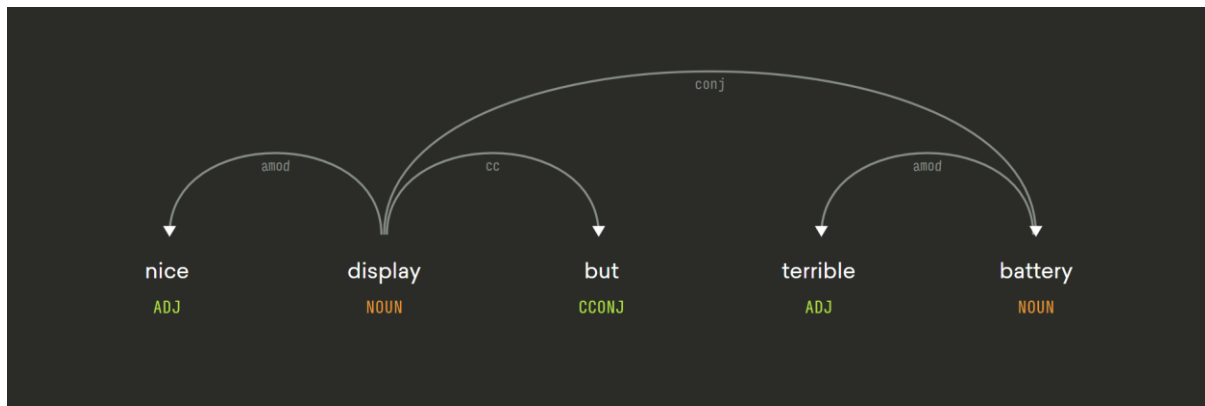 conj
amod cc amod
nice display but terrible battery
ADJ NOUN CCONJ ADJ NOUN